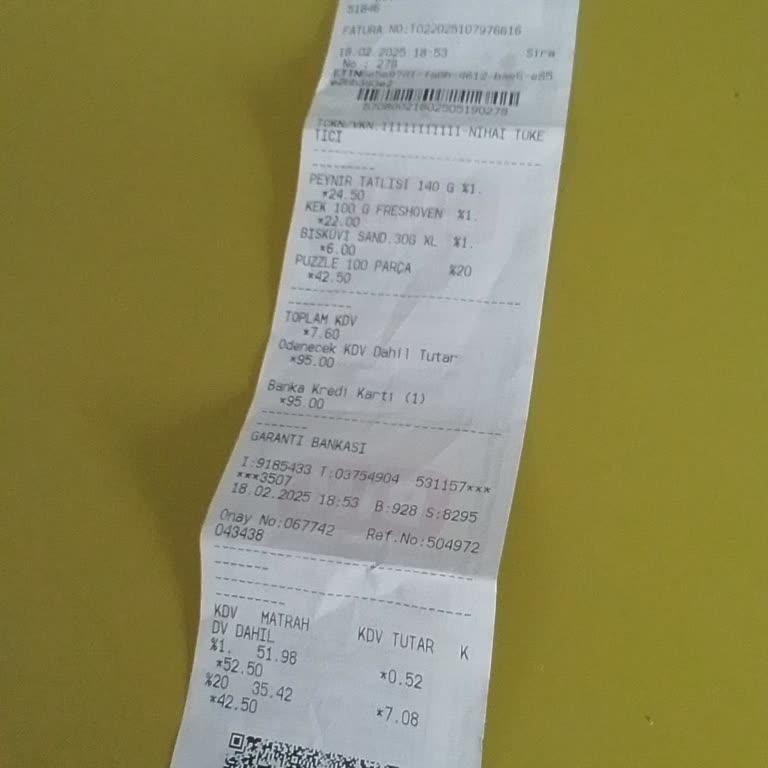 51846
FATURA NO:T022025107976616
18.02.2025 18:53 Sıra
No : 278
ETTN
TCKN/VKN:11111111111-NIHAI TUKE
TICI
PEYNIR TATLISI 140 G %1.
*24.50
KEK 100 G FRESHOVEN %1.
*22.00
BISKUVI SAND.30G XL %1.
*6.00
PUZZLE 100 PARÇA %20
*42.50
TOPLAM KDV
*7.60
Odenecek KDV Dahil Tutar
*95.00
Banka Kredi Karti (1)
*95.00
GARANTI BANKASI
I:9185433 T:03754904 531157***
***3507
18.02.2025 18:53 B:928 S:8295
Onay No:067742 Ref.No:504972
043438
KDV MATRAH KDV TUTAR K
DV DAHIL
%1. 51.98 *0.52
*52.50
%20 35.42 *7.08
*42.50